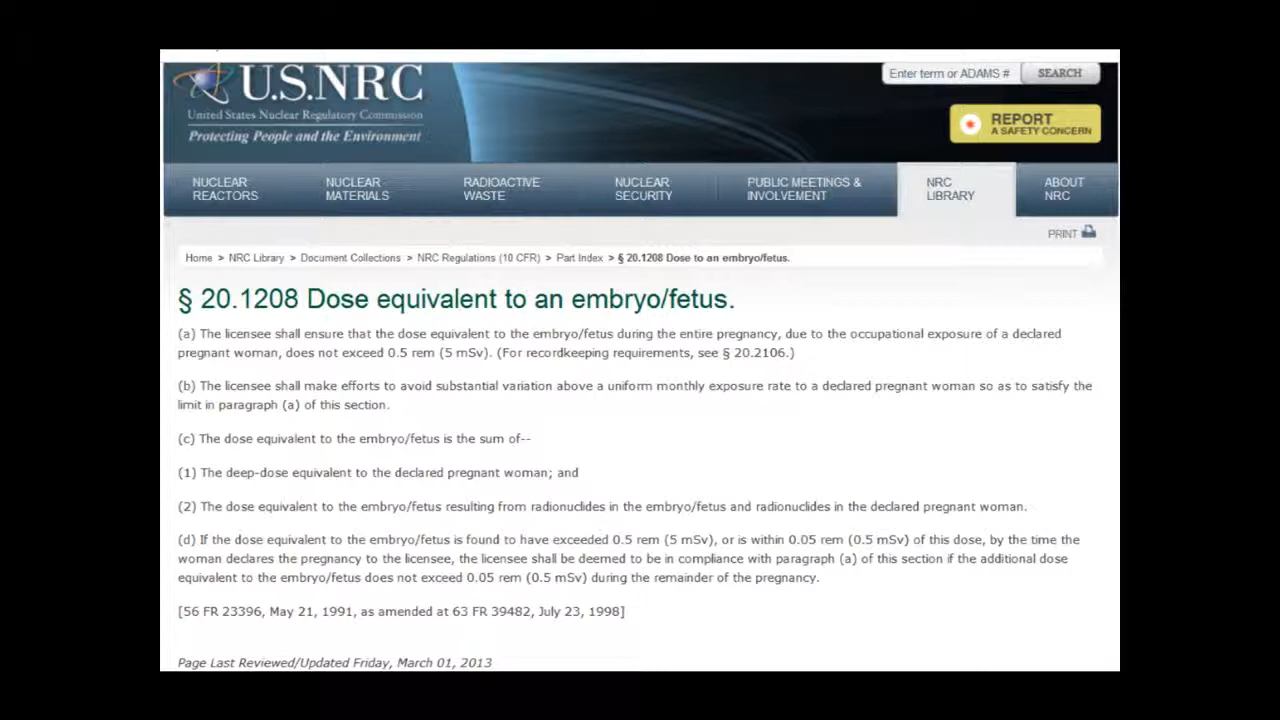 U.S.NRC
United States Nuclear Regulatory Commission
Protecting People and the Environment
Enter term or ADAMS #
SEARCH
REPORT
A SAFETY CONCERN
NUCLEAR
REACTORS
NUCLEAR
MATERIALS
RADIOACTIVE
WASTE
NUCLEAR
SECURITY
PUBLIC MEETINGS &
INVOLVEMENT
NRC
LIBRARY
ABOUT
NRC
PRINT
Home > NRC Library > Document Collections > NRC Regulations (10 CFR) > Part Index > § 20.1208 Dose to an embryo/fetus.
§ 20.1208 Dose equivalent to an embryo/fetus.
(a) The licensee shall ensure that the dose equivalent to the embryo/fetus during the entire pregnancy, due to the occupational exposure of a declared
pregnant woman, does not exceed 0.5 rem (5 mSv). (For recordkeeping requirements, see § 20.2106.)
(b) The licensee shall make efforts to avoid substantial variation above a uniform monthly exposure rate to a declared pregnant woman so as to satisfy the
limit in paragraph (a) of this section.
(c) The dose equivalent to the embryo/fetus is the sum of--
(1) The deep-dose equivalent to the declared pregnant woman; and
(2) The dose equivalent to the embryo/fetus resulting from radionuclides in the embryo/fetus and radionuclides in the declared pregnant woman.
(d) If the dose equivalent to the embryo/fetus is found to have exceeded 0.5 rem (5 mSv), or is within 0.05 rem (0.5 mSv) of this dose, by the time the
woman declares the pregnancy to the licensee, the licensee shall be deemed to be in compliance with paragraph (a) of this section if the additional dose
equivalent to the embryo/fetus does not exceed 0.05 rem (0.5 mSv) during the remainder of the pregnancy.
[56 FR 23396, May 21, 1991, as amended at 63 FR 39482, July 23, 1998]
Page Last Reviewed/Updated Friday, March 01, 2013